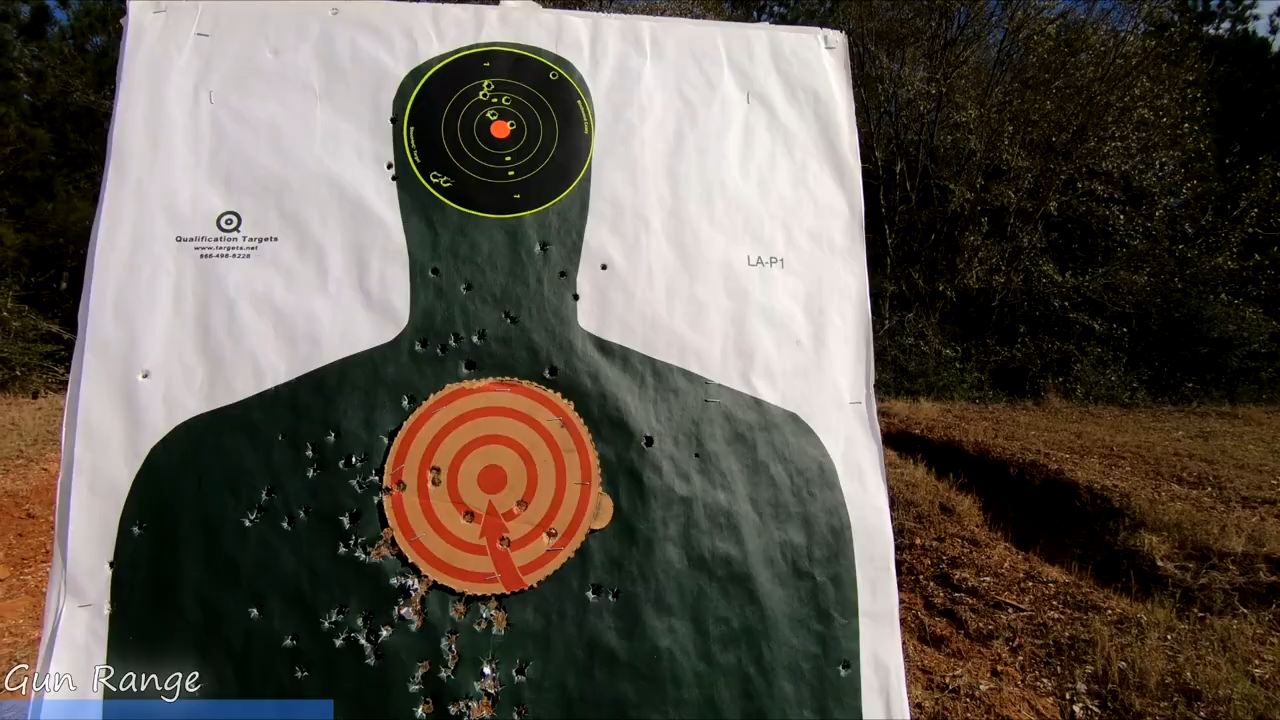 Qualification Targets
www.targets.net
866-498-8228
LA-P1
Gun Range